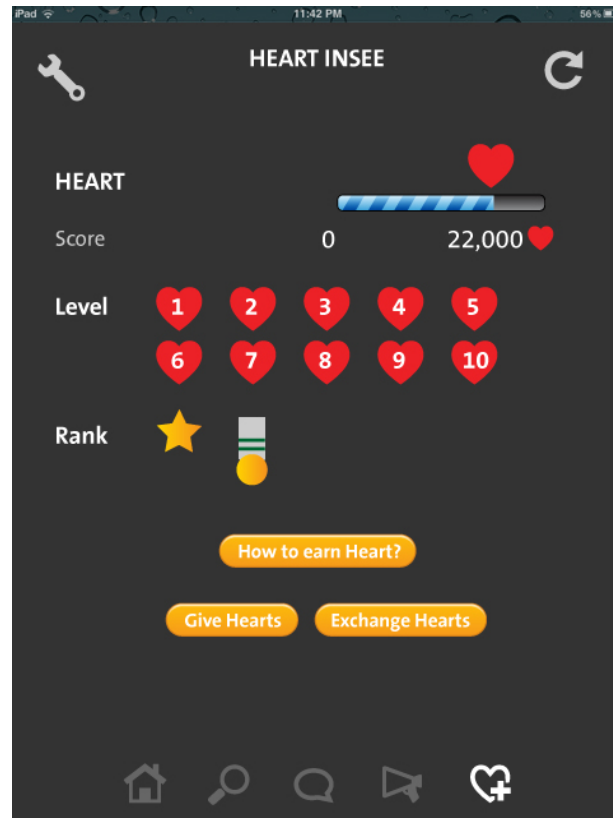 iPad 11:42 PM 56%
HEART INSEE
HEART
Score 0 22,000
Level 1 2 3 4 5
6 7 8 9 10
Rank
How to earn Heart?
Give Hearts Exchange Hearts